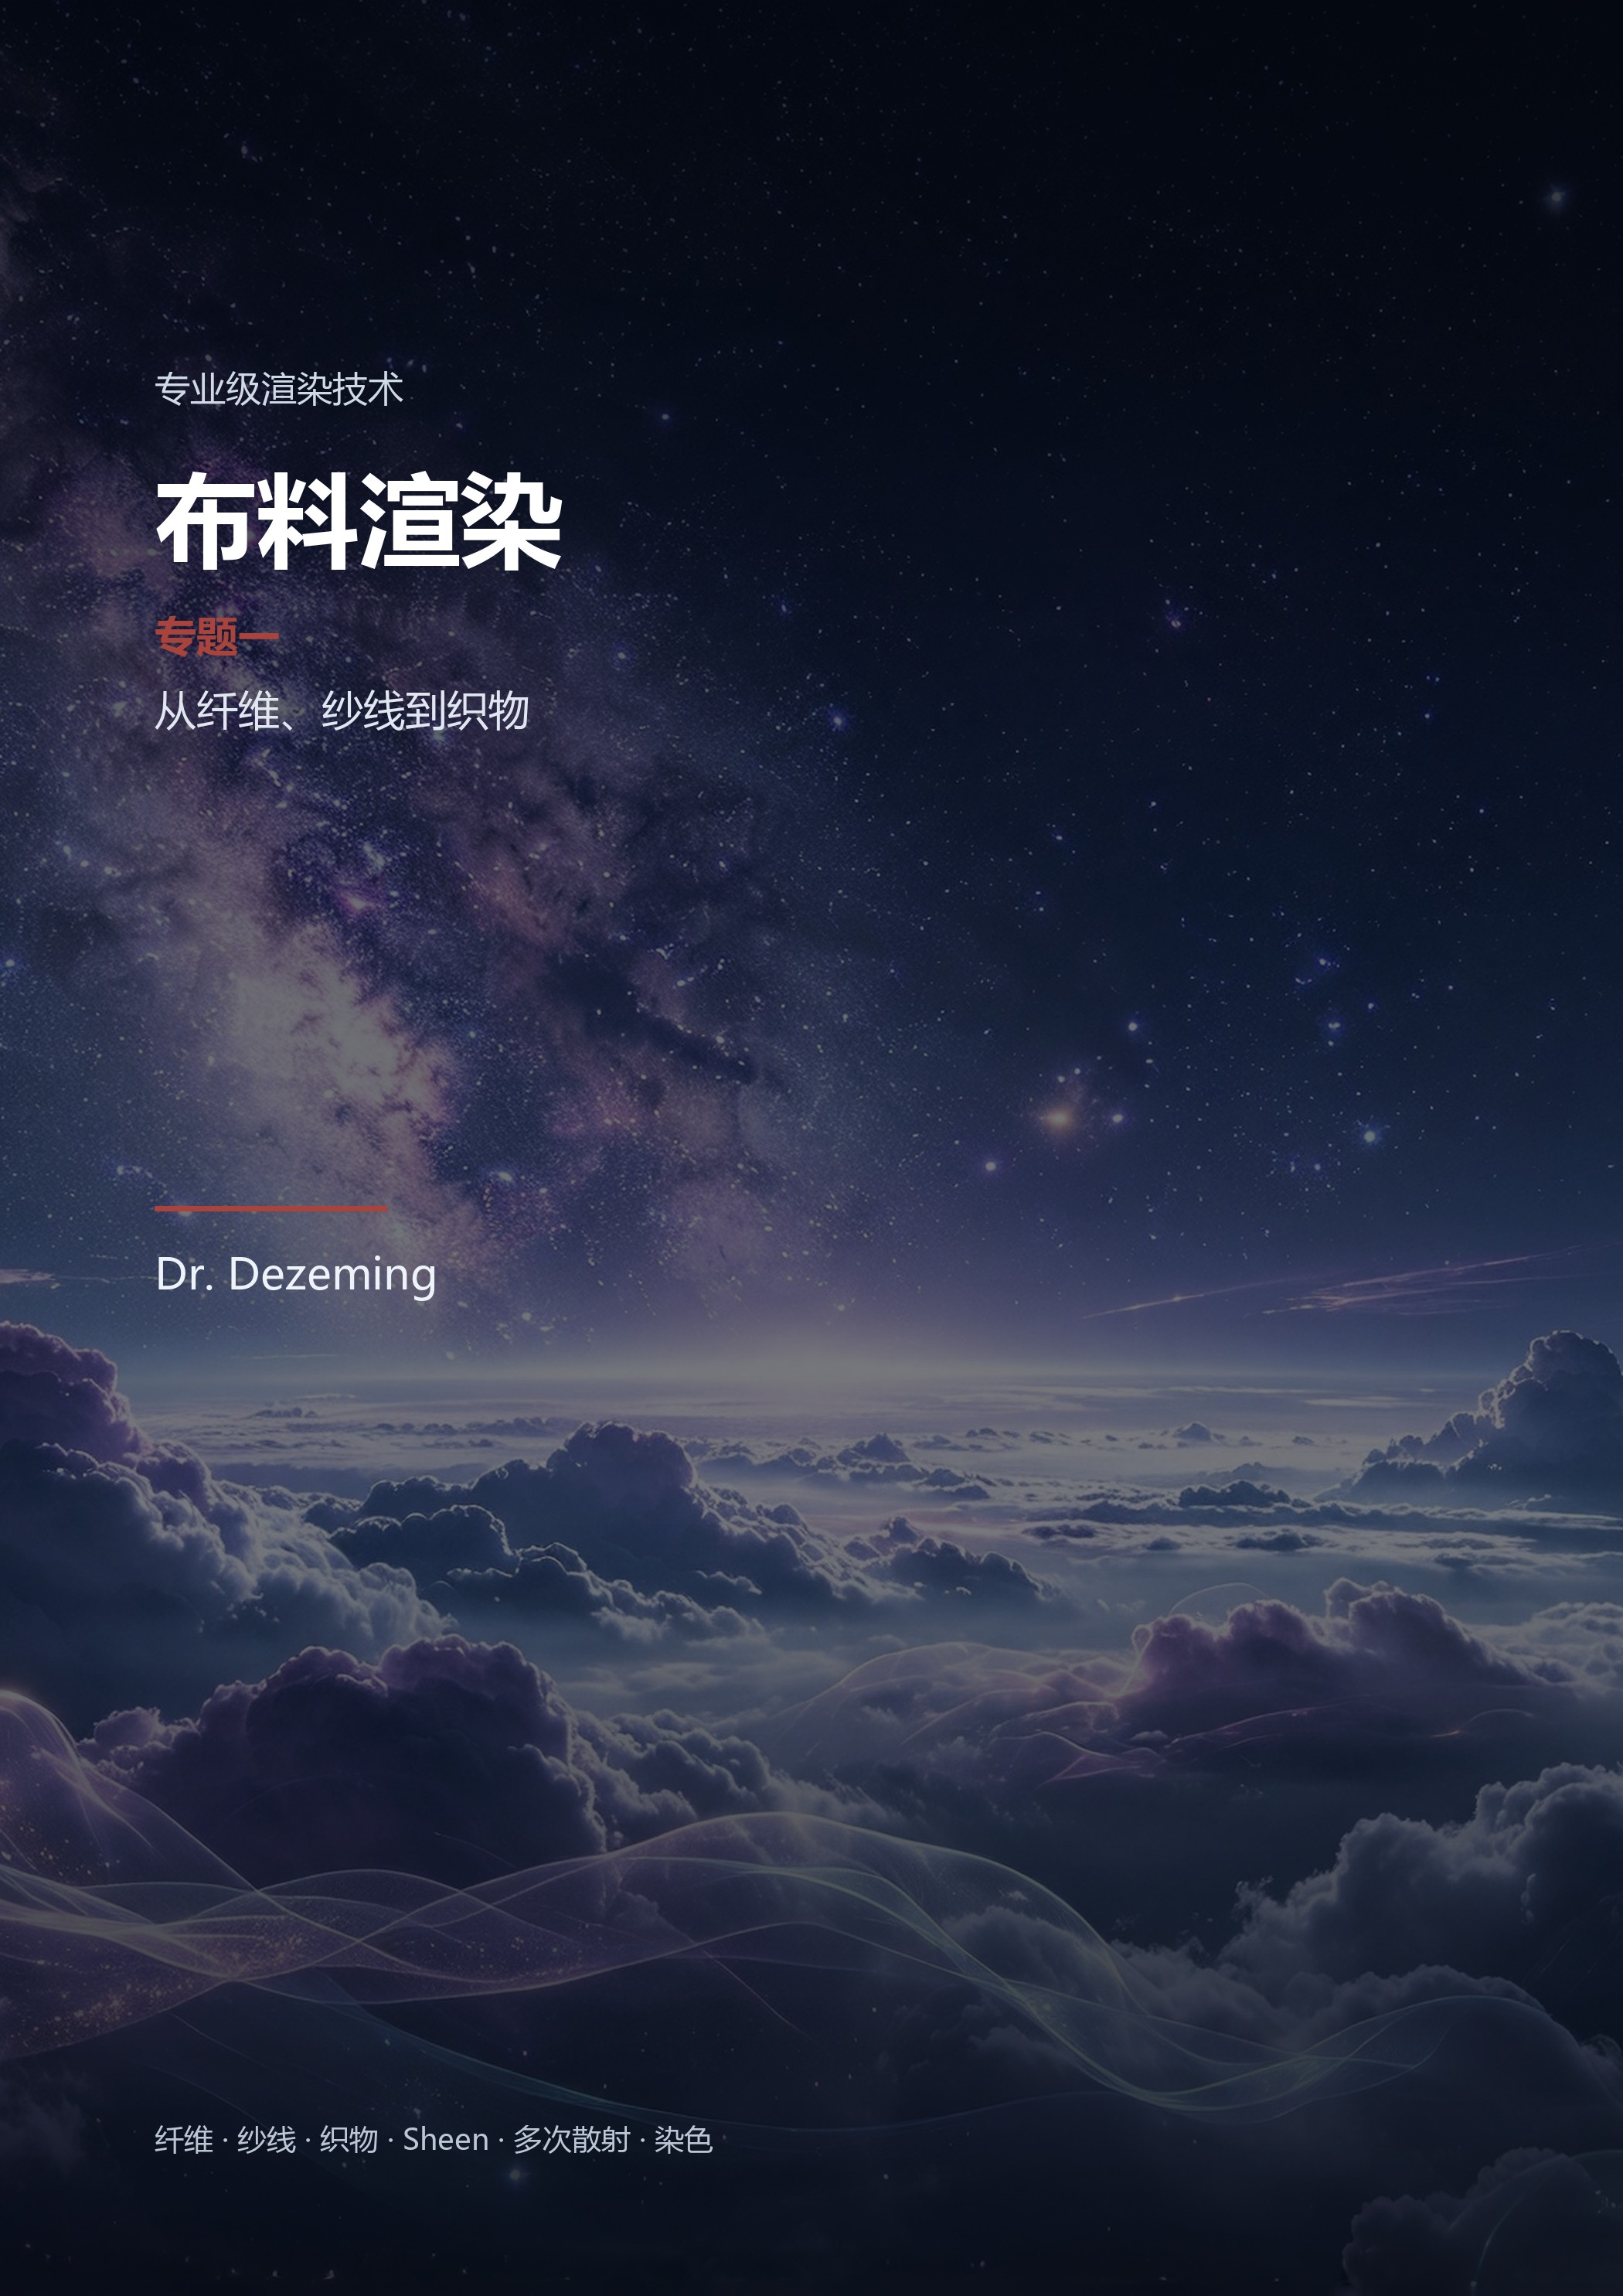 专业级渲染技术
布料渲染
专题一
从纤维、纱线到织物
Dr. Dezeming
纤维 · 纱线 · 织物 · Sheen · 多次散射 · 染色